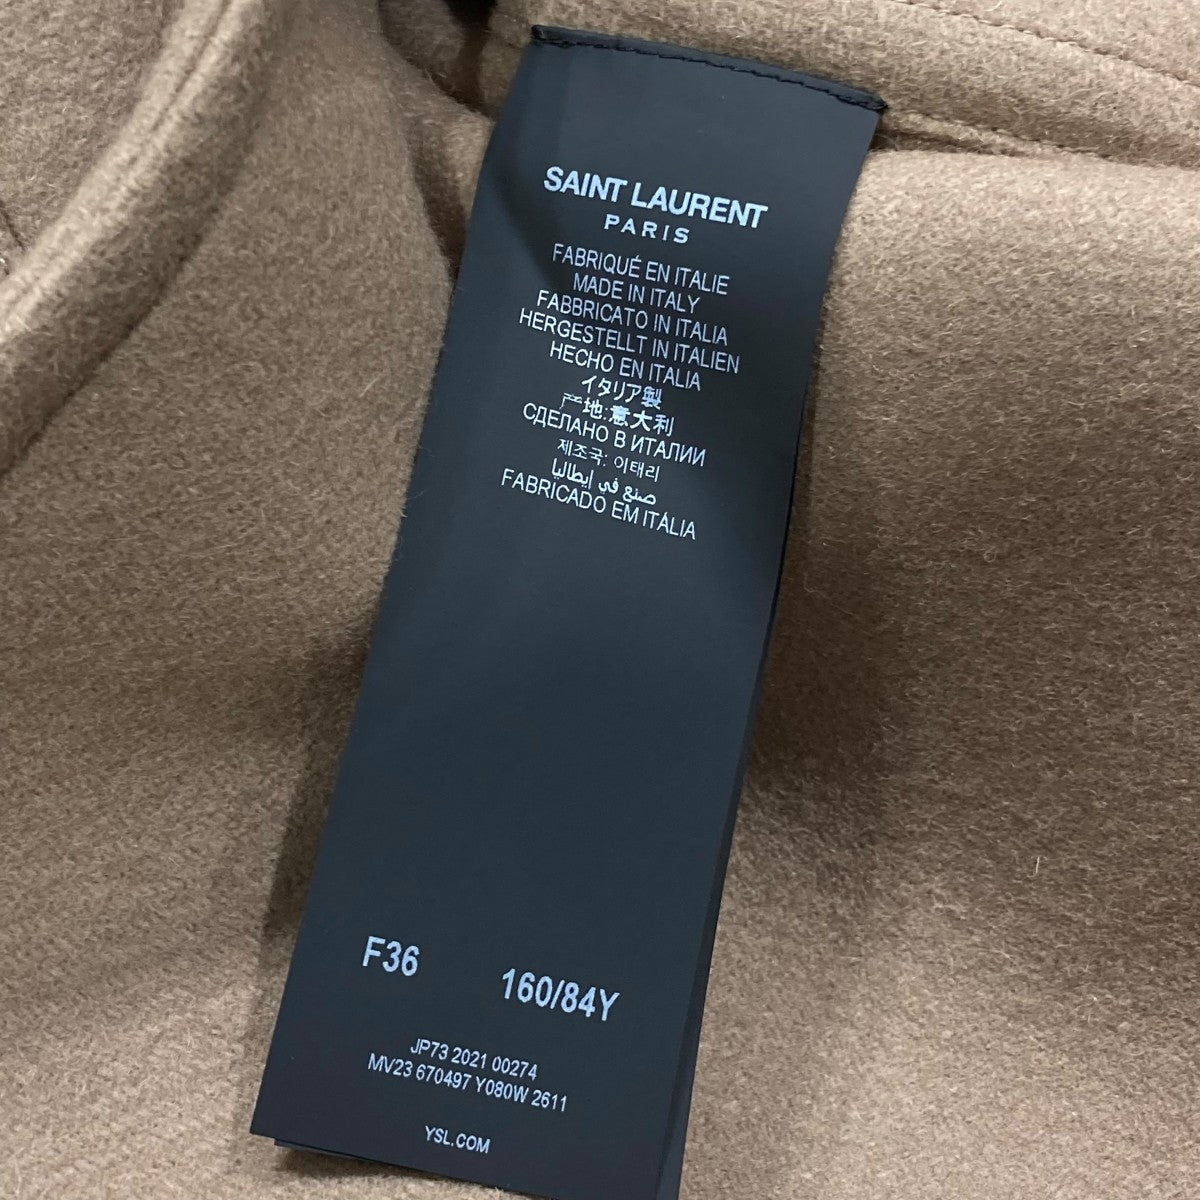 SAINT LAURENT
PARIS
FABRIQUÉ EN ITALIE
MADE IN ITALY
FABBRICATO IN ITALIA
HERGESTELLT IN ITALIEN
HECHO EN ITALIA
イタリア製
产地:意大利
СДЕЛАНО В ИТАЛИИ
제조국: 이태리
صنع في إيطاليا
FABRICADO EM ITÁLIA
F36 160/84Y
JP73 2021 00274
MV23 670497 Y080W 2611
YSL.COM